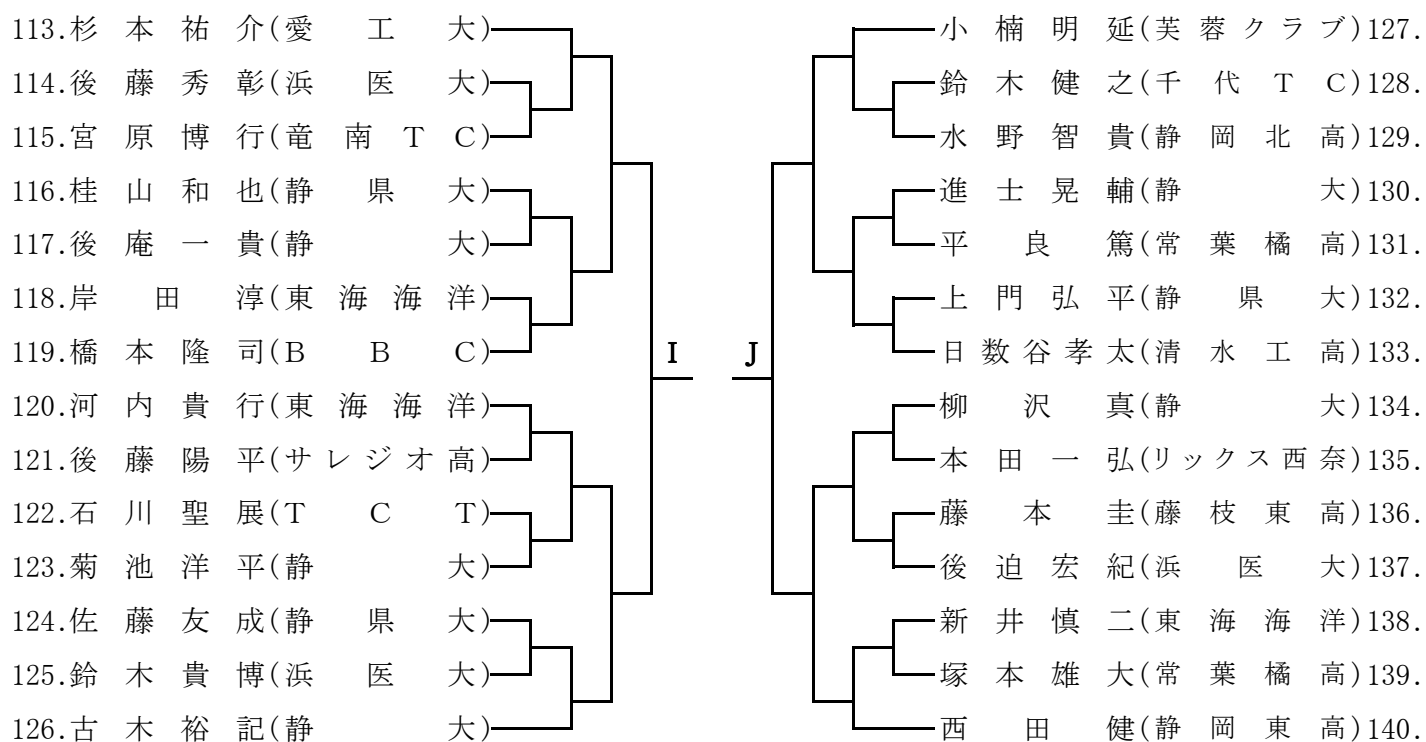 113.杉本祐介(愛工大)
114.後藤秀彰(浜医大)
115.宮原博行(竜南TC)
116.桂山和也(静県大)
117.後庵一貴(静大)
118.岸田淳(東海海洋)
119.橋本隆司(BBC)
120.河内貴行(東海海洋)
121.後藤陽平(サレジオ高)
122.石川聖展(TCT)
123.菊池洋平(静大)
124.佐藤友成(静県大)
125.鈴木貴博(浜医大)
126.古木裕記(静大)
I
J
小楠明延(芙蓉クラブ)127.
鈴木健之(千代TC)128.
水野智貴(静岡北高)129.
進士晃輔(静大)130.
平良篤(常葉橘高)131.
上門弘平(静県大)132.
日数谷孝太(清水工高)133.
柳沢真(静大)134.
本田一弘(リックス西奈)135.
藤本圭(藤枝東高)136.
後迫宏紀(浜医大)137.
新井慎二(東海海洋)138.
塚本雄大(常葉橘高)139.
西田健(静岡東高)140.